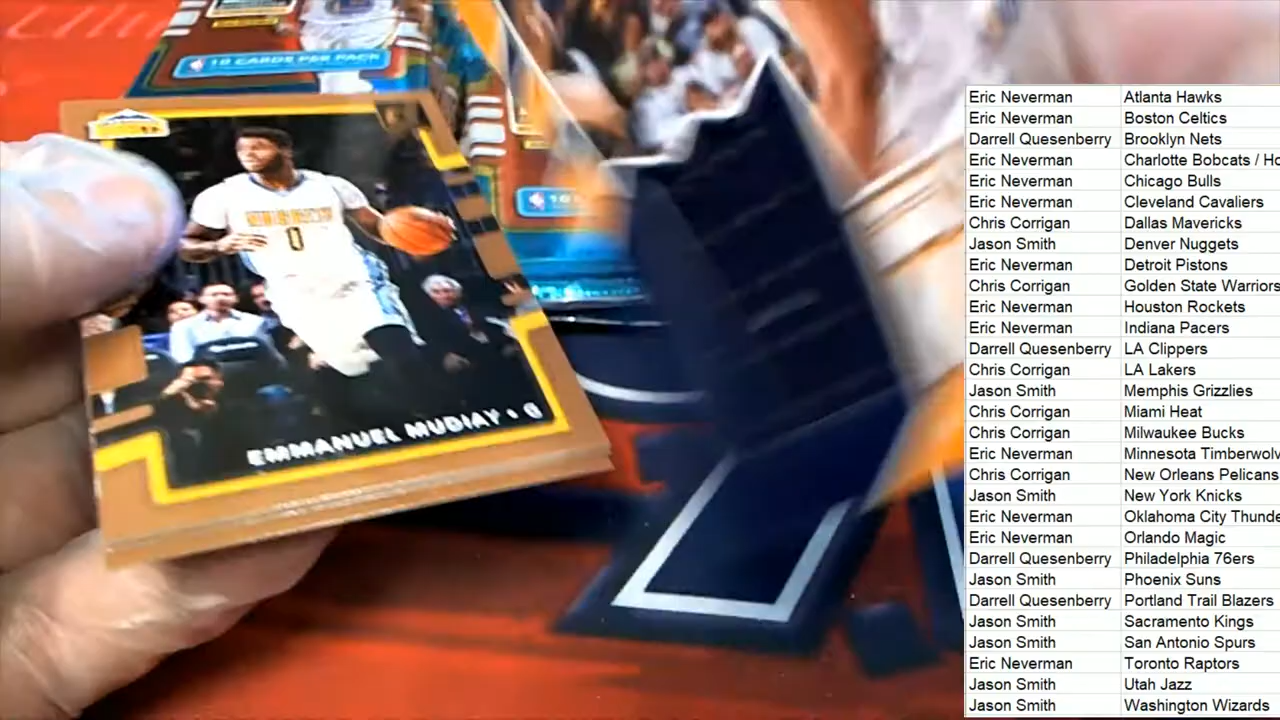 10 CARDS PER PACK
10
0
EMMANUEL MUDIAY • G
Eric Neverman Atlanta Hawks
Eric Neverman Boston Celtics
Darrell Quesenberry Brooklyn Nets
Eric Neverman Charlotte Bobcats / Ho
Eric Neverman Chicago Bulls
Eric Neverman Cleveland Cavaliers
Chris Corrigan Dallas Mavericks
Jason Smith Denver Nuggets
Eric Neverman Detroit Pistons
Chris Corrigan Golden State Warriors
Eric Neverman Houston Rockets
Eric Neverman Indiana Pacers
Darrell Quesenberry LA Clippers
Chris Corrigan LA Lakers
Jason Smith Memphis Grizzlies
Chris Corrigan Miami Heat
Chris Corrigan Milwaukee Bucks
Eric Neverman Minnesota Timberwolv
Chris Corrigan New Orleans Pelicans
Jason Smith New York Knicks
Eric Neverman Oklahoma City Thunde
Eric Neverman Orlando Magic
Darrell Quesenberry Philadelphia 76ers
Jason Smith Phoenix Suns
Darrell Quesenberry Portland Trail Blazers
Jason Smith Sacramento Kings
Jason Smith San Antonio Spurs
Eric Neverman Toronto Raptors
Jason Smith Utah Jazz
Jason Smith Washington Wizards